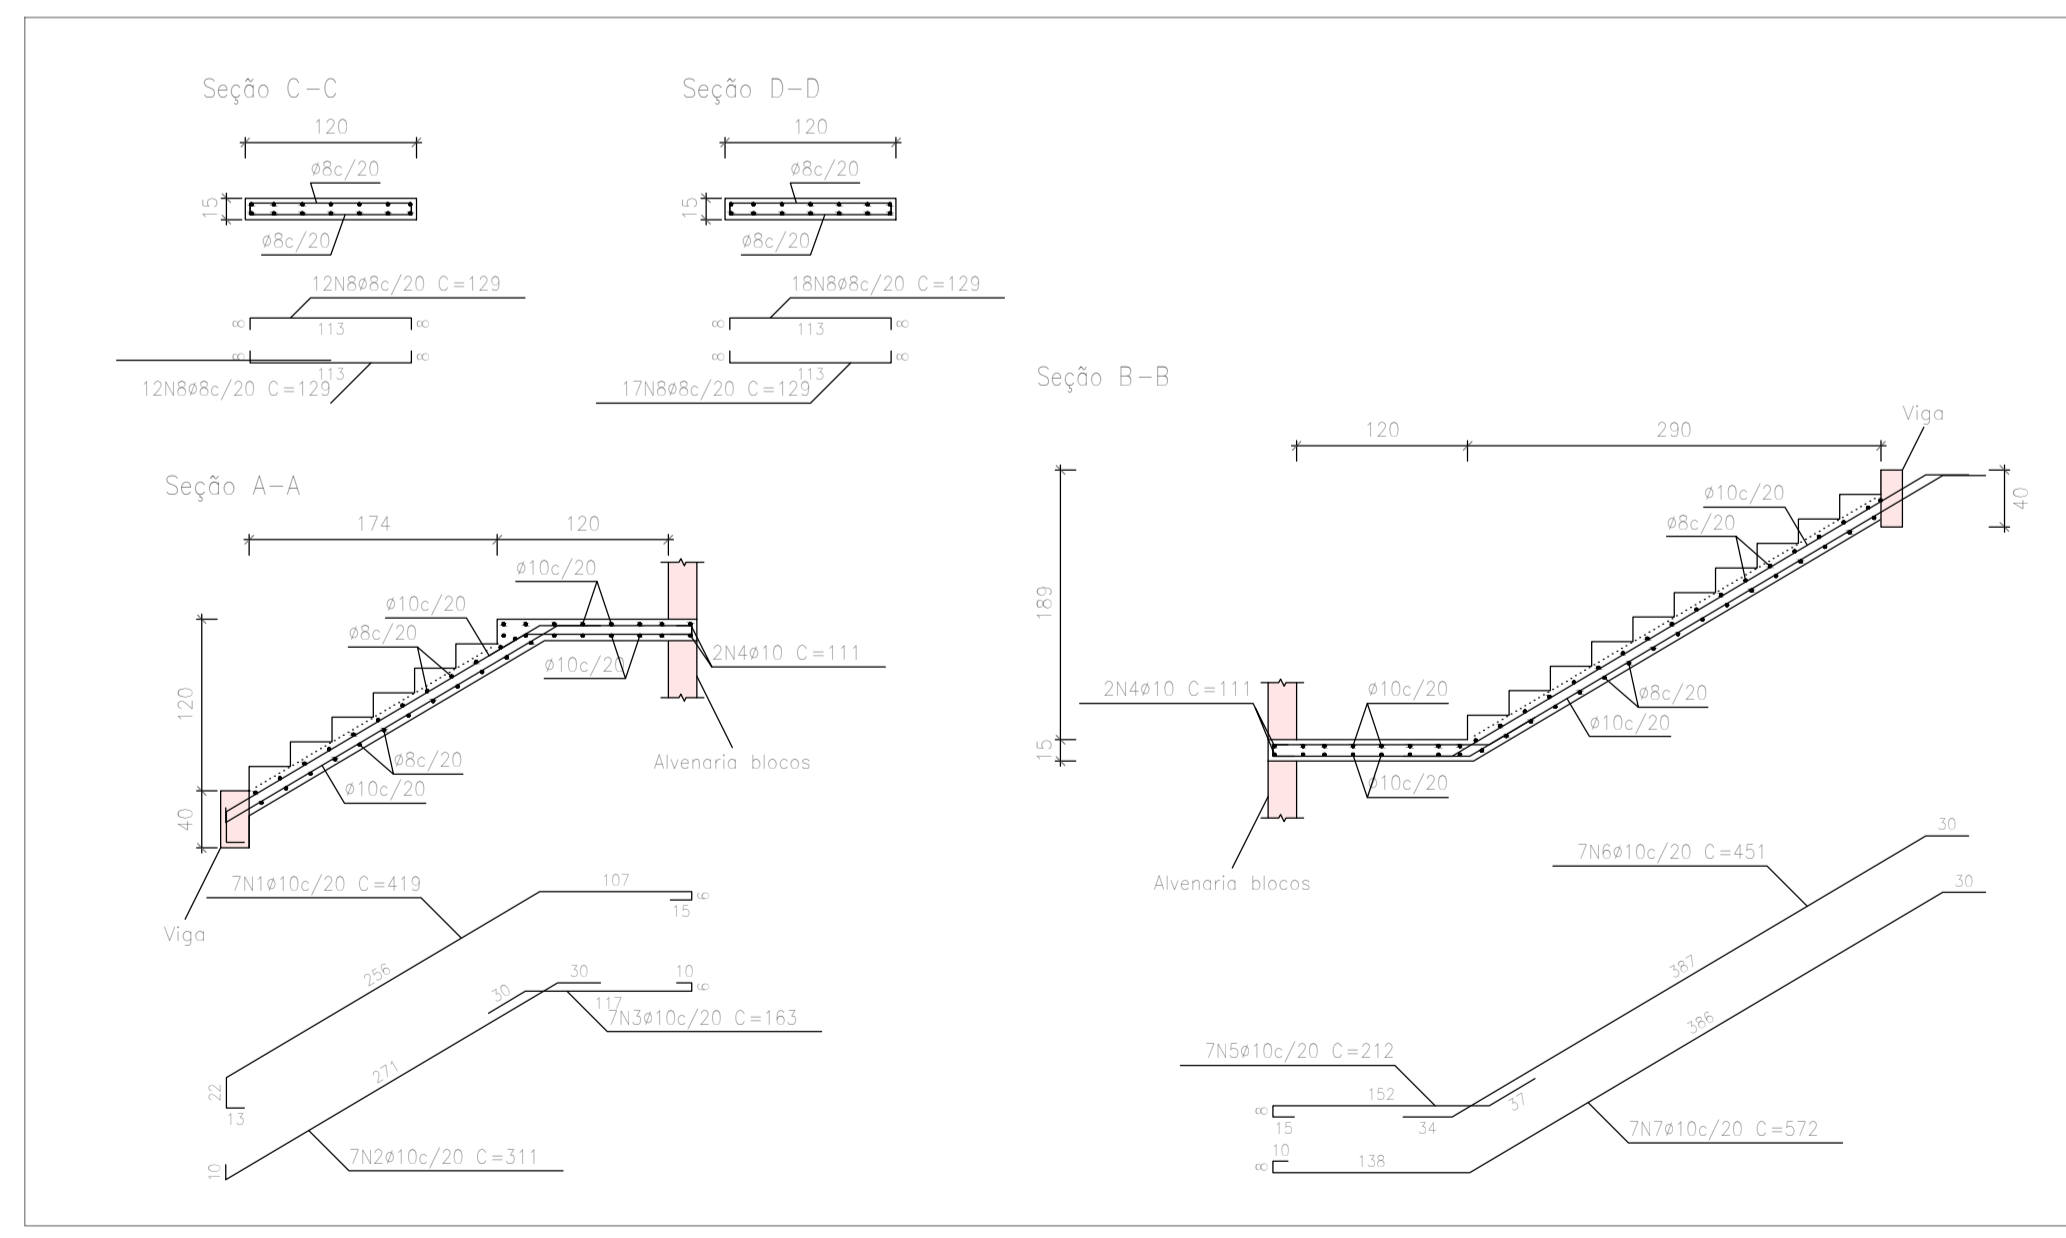 Seção C-C
120
ø8c/20
15
ø8c/20
12N8ø8c/20 C=129
8
113
8
8
113
8
12N8ø8c/20 C=129
Seção D-D
120
ø8c/20
15
ø8c/20
18N8ø8c/20 C=129
8
113
8
8
113
8
17N8ø8c/20 C=129
Seção A-A
174
120
ø10c/20
ø10c/20
ø8c/20
120
40
ø10c/20
2N4ø10 C=111
ø8c/20
ø10c/20
Alvenaria blocos
Viga
7N1ø10c/20 C=419
107
6
15
256
22
13
30
30
10
6
117
7N3ø10c/20 C=163
271
10
7N2ø10c/20 C=311
Seção B-B
120
290
Viga
40
189
15
ø10c/20
ø8c/20
2N4ø10 C=111
ø10c/20
ø10c/20
ø8c/20
ø10c/20
Alvenaria blocos
7N6ø10c/20 C=451
30
387
30
386
7N5ø10c/20 C=212
152
8
15
34
37
10
8
138
7N7ø10c/20 C=572